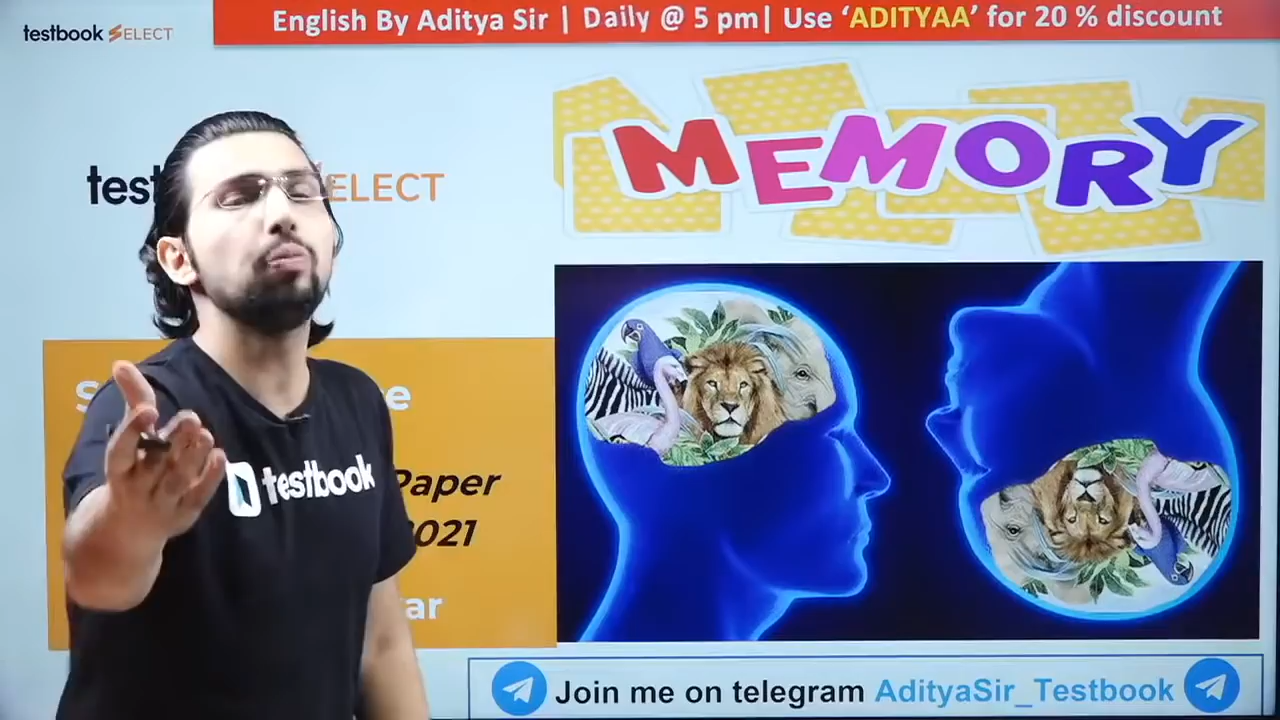 testbook SELECT
English By Aditya Sir | Daily @ 5 pm| Use ‘ADITYAA’ for 20 % discount
MEMORY
ELECT
testbook
Paper
Join me on telegram AdityaSir_Testbook